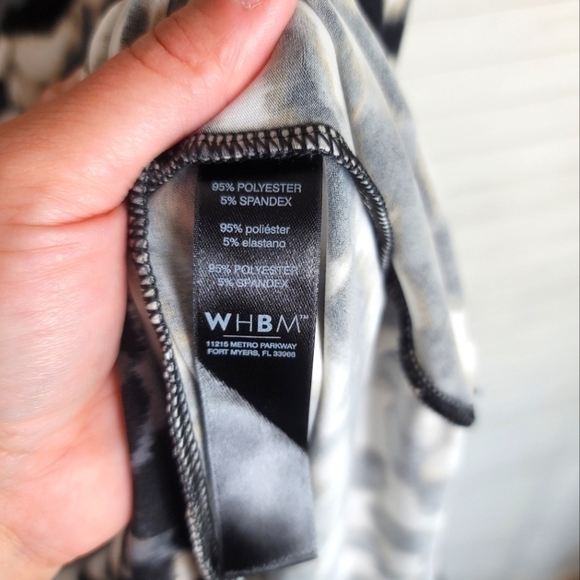 95% POLYESTER
5% SPANDEX
95% poliéster
5% elastano
95% POLYESTER
5% SPANDEX
WHBM™
11215 METRO PARKWAY
FORT MYERS, FL 33966